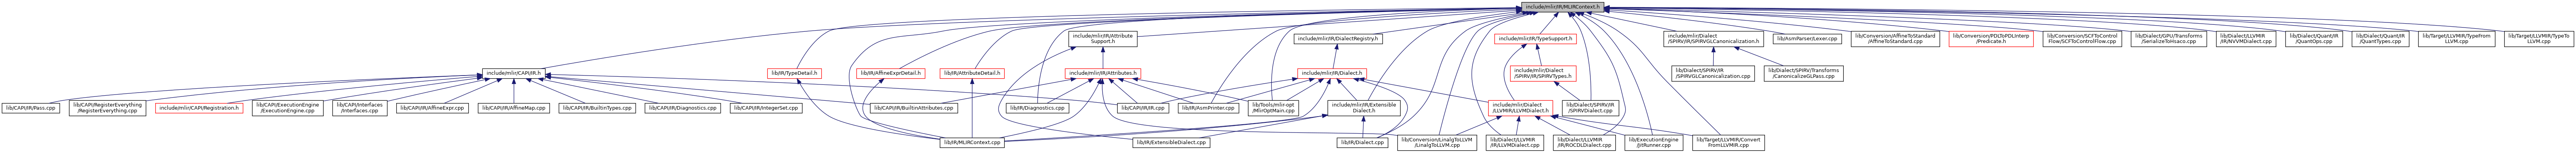 include/mlir/IR/MLIRContext.h
include/mlir/IR/Attribute
Support.h
include/mlir/IR/DialectRegistry.h
include/mlir/IR/TypeSupport.h
include/mlir/Dialect
/SPIRV/IR/SPIRVGLCanonicalization.h
lib/AsmParser/Lexer.cpp
lib/Conversion/AffineToStandard
/AffineToStandard.cpp
lib/Conversion/PDLToPDLInterp
/Predicate.h
lib/Conversion/SCFToControl
Flow/SCFToControlFlow.cpp
lib/Dialect/GPU/Transforms
/SerializeToHsaco.cpp
lib/Dialect/LLVMIR
/IR/NVVMDialect.cpp
lib/Dialect/Quant/IR
/QuantOps.cpp
lib/Dialect/Quant/IR
/QuantTypes.cpp
lib/Target/LLVMIR/TypeFrom
LLVM.cpp
lib/Target/LLVMIR/TypeTo
LLVM.cpp
include/mlir/CAPI/IR.h
lib/IR/TypeDetail.h
lib/IR/AffineExprDetail.h
lib/IR/AttributeDetail.h
include/mlir/IR/Attributes.h
include/mlir/IR/Dialect.h
include/mlir/Dialect
/SPIRV/IR/SPIRVTypes.h
lib/Dialect/SPIRV/IR
/SPIRVGLCanonicalization.cpp
lib/Dialect/SPIRV/Transforms
/CanonicalizeGLPass.cpp
lib/CAPI/IR/Pass.cpp
lib/CAPI/RegisterEverything
/RegisterEverything.cpp
include/mlir/CAPI/Registration.h
lib/CAPI/ExecutionEngine
/ExecutionEngine.cpp
lib/CAPI/Interfaces
/Interfaces.cpp
lib/CAPI/IR/AffineExpr.cpp
lib/CAPI/IR/AffineMap.cpp
lib/CAPI/IR/BuiltinTypes.cpp
lib/CAPI/IR/Diagnostics.cpp
lib/CAPI/IR/IntegerSet.cpp
lib/CAPI/IR/BuiltinAttributes.cpp
lib/IR/Diagnostics.cpp
lib/CAPI/IR/IR.cpp
lib/IR/AsmPrinter.cpp
lib/Tools/mlir-opt
/MlirOptMain.cpp
include/mlir/IR/Extensible
Dialect.h
include/mlir/Dialect
/LLVMIR/LLVMDialect.h
lib/Dialect/SPIRV/IR
/SPIRVDialect.cpp
lib/IR/MLIRContext.cpp
lib/IR/ExtensibleDialect.cpp
lib/IR/Dialect.cpp
lib/Conversion/LinalgToLLVM
/LinalgToLLVM.cpp
lib/Dialect/LLVMIR
/IR/LLVMDialect.cpp
lib/Dialect/LLVMIR
/IR/ROCDLDialect.cpp
lib/ExecutionEngine
/JitRunner.cpp
lib/Target/LLVMIR/Convert
FromLLVMIR.cpp